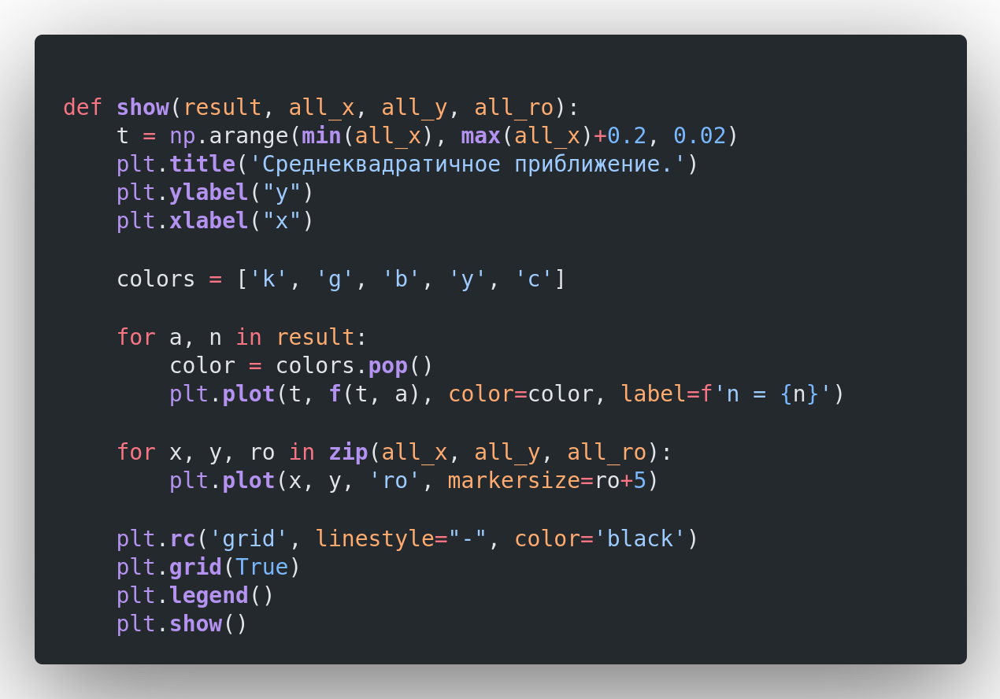 def show(result, all_x, all_y, all_ro):
    t = np.arange(min(all_x), max(all_x)+0.2, 0.02)
    plt.title('Среднеквадратичное приближение.')
    plt.ylabel("y")
    plt.xlabel("x")

    colors = ['k', 'g', 'b', 'y', 'c']

    for a, n in result:
        color = colors.pop()
        plt.plot(t, f(t, a), color=color, label=f'n = {n}')

    for x, y, ro in zip(all_x, all_y, all_ro):
        plt.plot(x, y, 'ro', markersize=ro+5)

    plt.rc('grid', linestyle="-", color='black')
    plt.grid(True)
    plt.legend()
    plt.show()